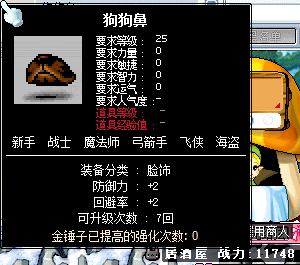 狗狗鼻
要求等级 : 25
要求力量 : 0
要求敏捷 : 0
要求智力 : 0
要求运气 : 0
要求人气度 : -
道具等级 : -
道具经验值 : -
新手 战士 魔法师 弓箭手 飞侠 海盗
装备分类 : 脸饰
防御力 : +2
回避率 : +2
可升级次数 : 7回
金锤子已提高的强化次数: 0
用商人
居酒屋 战力:11748